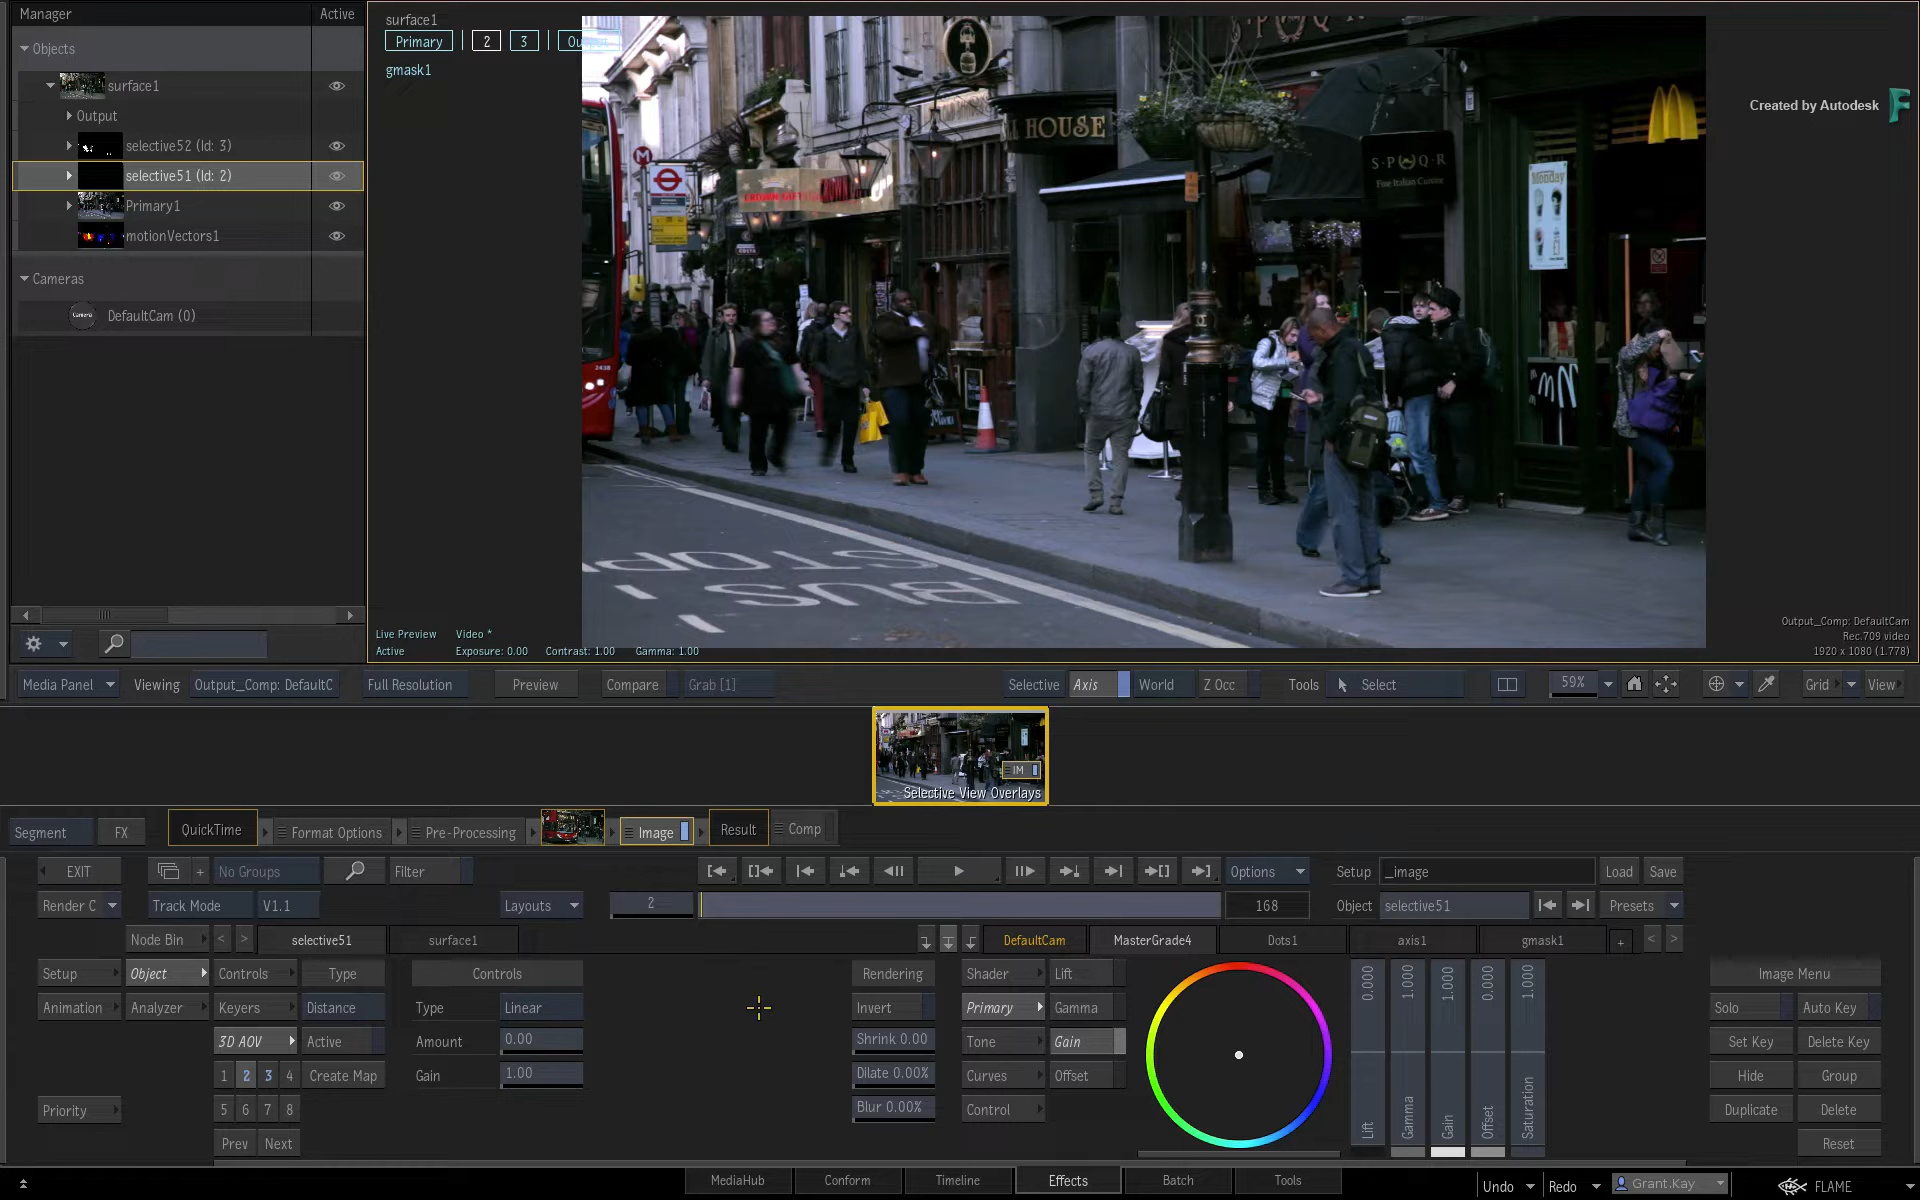 Manager Active
Objects
surface1
Output
selective52 (Id: 3)
selective51 (Id: 2)
Primary1
motionVectors1
Cameras
Camera DefaultCam (0)
surface1
Primary 2 3
gmask1
HOUSE
S·P·Q·R
Fine Italian Cuisine
Monday
BUS
STOP
Created by Autodesk
Live Preview Video *
Active Exposure: 0.00 Contrast: 1.00 Gamma: 1.00
Output_Comp: DefaultCam
Rec.709 video
1920 x 1080 (1.778)
Media Panel Viewing Output_Comp: DefaultC Full Resolution Preview Compare Grab [1] Selective Axis World Z Occ Tools Select 59% Grid View
IM
Selective View Overlays
Segment FX QuickTime Format Options Pre-Processing Image Result Comp
EXIT + No Groups Filter Options Setup _image Load Save
Render C Track Mode V1.1 Layouts 2 168 Object selective51 Presets
Node Bin < > selective51 surface1 DefaultCam MasterGrade4 Dots1 axis1 gmask1 + < >
Setup Object Controls Type Controls Rendering Shader Lift 0.000 1.000 1.000 0.000 1.000 Image Menu
Animation Analyzer Keyers Distance Type Linear Invert Primary Gamma Solo Auto Key
3D AOV Active Amount 0.00 Shrink 0.00 Tone Gain Set Key Delete Key
1 2 3 4 Create Map Gain 1.00 Dilate 0.00% Curves Offset Hide Group
Priority 5 6 7 8 Blur 0.00% Control Lift Gamma Gain Offset Saturation Duplicate Delete
Prev Next Reset
MediaHub Conform Timeline Effects Batch Tools Undo Redo Grant.Kay FLAME